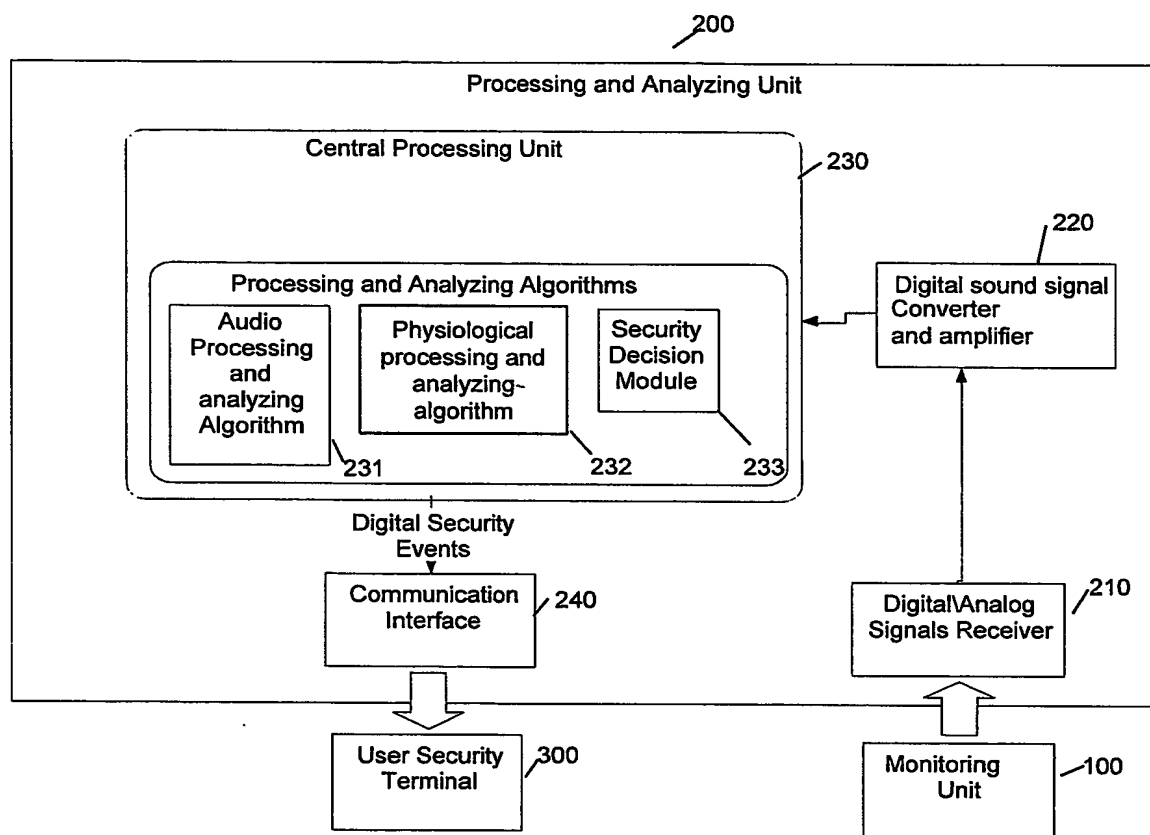 200
Processing and Analyzing Unit
Central Processing Unit
230
Processing and Analyzing Algorithms
Audio
Processing
and
analyzing
Algorithm
231
Physiological
processing and
analyzing-
algorithm
232
Security
Decision
Module
233
220
Digital sound signal
Converter
and amplifier
Digital Security
Events
Communication
Interface
240
Digital\Analog
Signals Receiver
210
User Security
Terminal
300
Monitoring
Unit
100